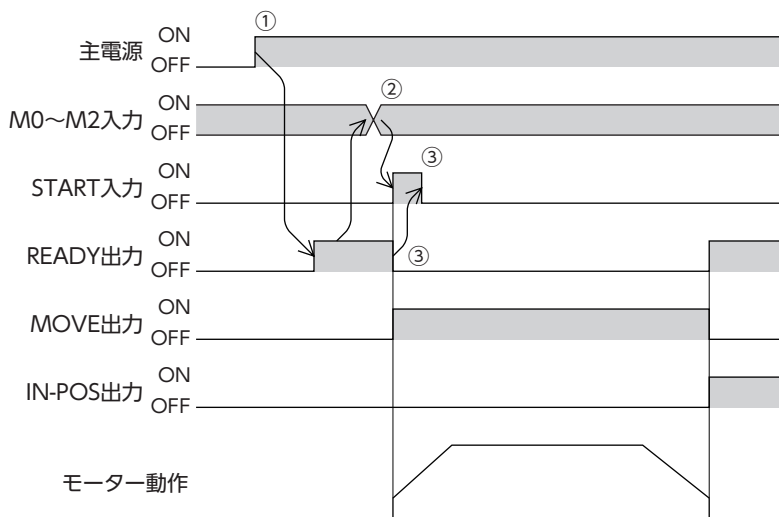 ①
主電源 ON
OFF
②
M0～M2入力 ON
OFF
③
START入力 ON
OFF
READY出力 ON
OFF
③
MOVE出力 ON
OFF
IN-POS出力 ON
OFF
モーター動作